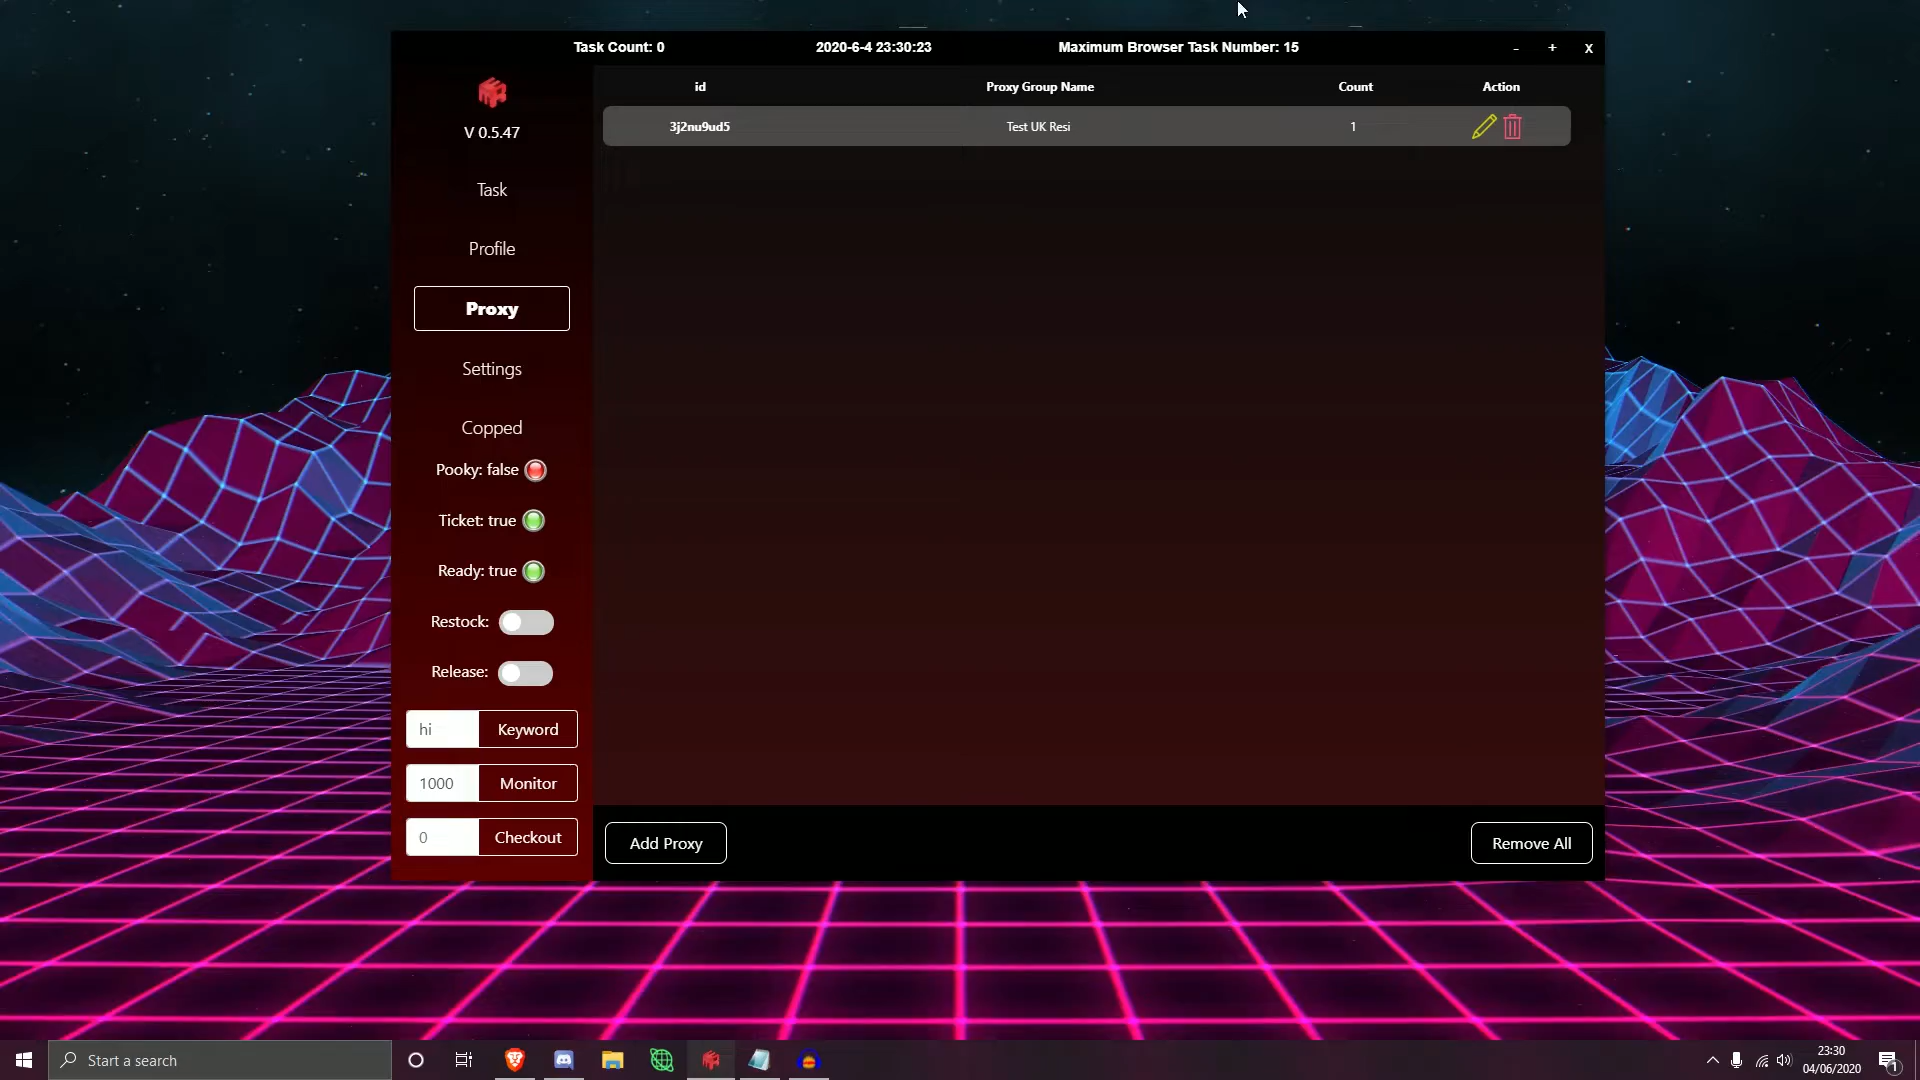 Task Count: 0
2020-6-4 23:30:23
Maximum Browser Task Number: 15
- + x
V 0.5.47
Task
Profile
Proxy
Settings
Copped
Pooky: false
Ticket: true
Ready: true
Restock:
Release:
hi Keyword
1000 Monitor
0 Checkout
id Proxy Group Name Count Action
3j2nu9ud5 Test UK Resi 1
Add Proxy
Remove All
Start a search
23:30
04/06/2020
1